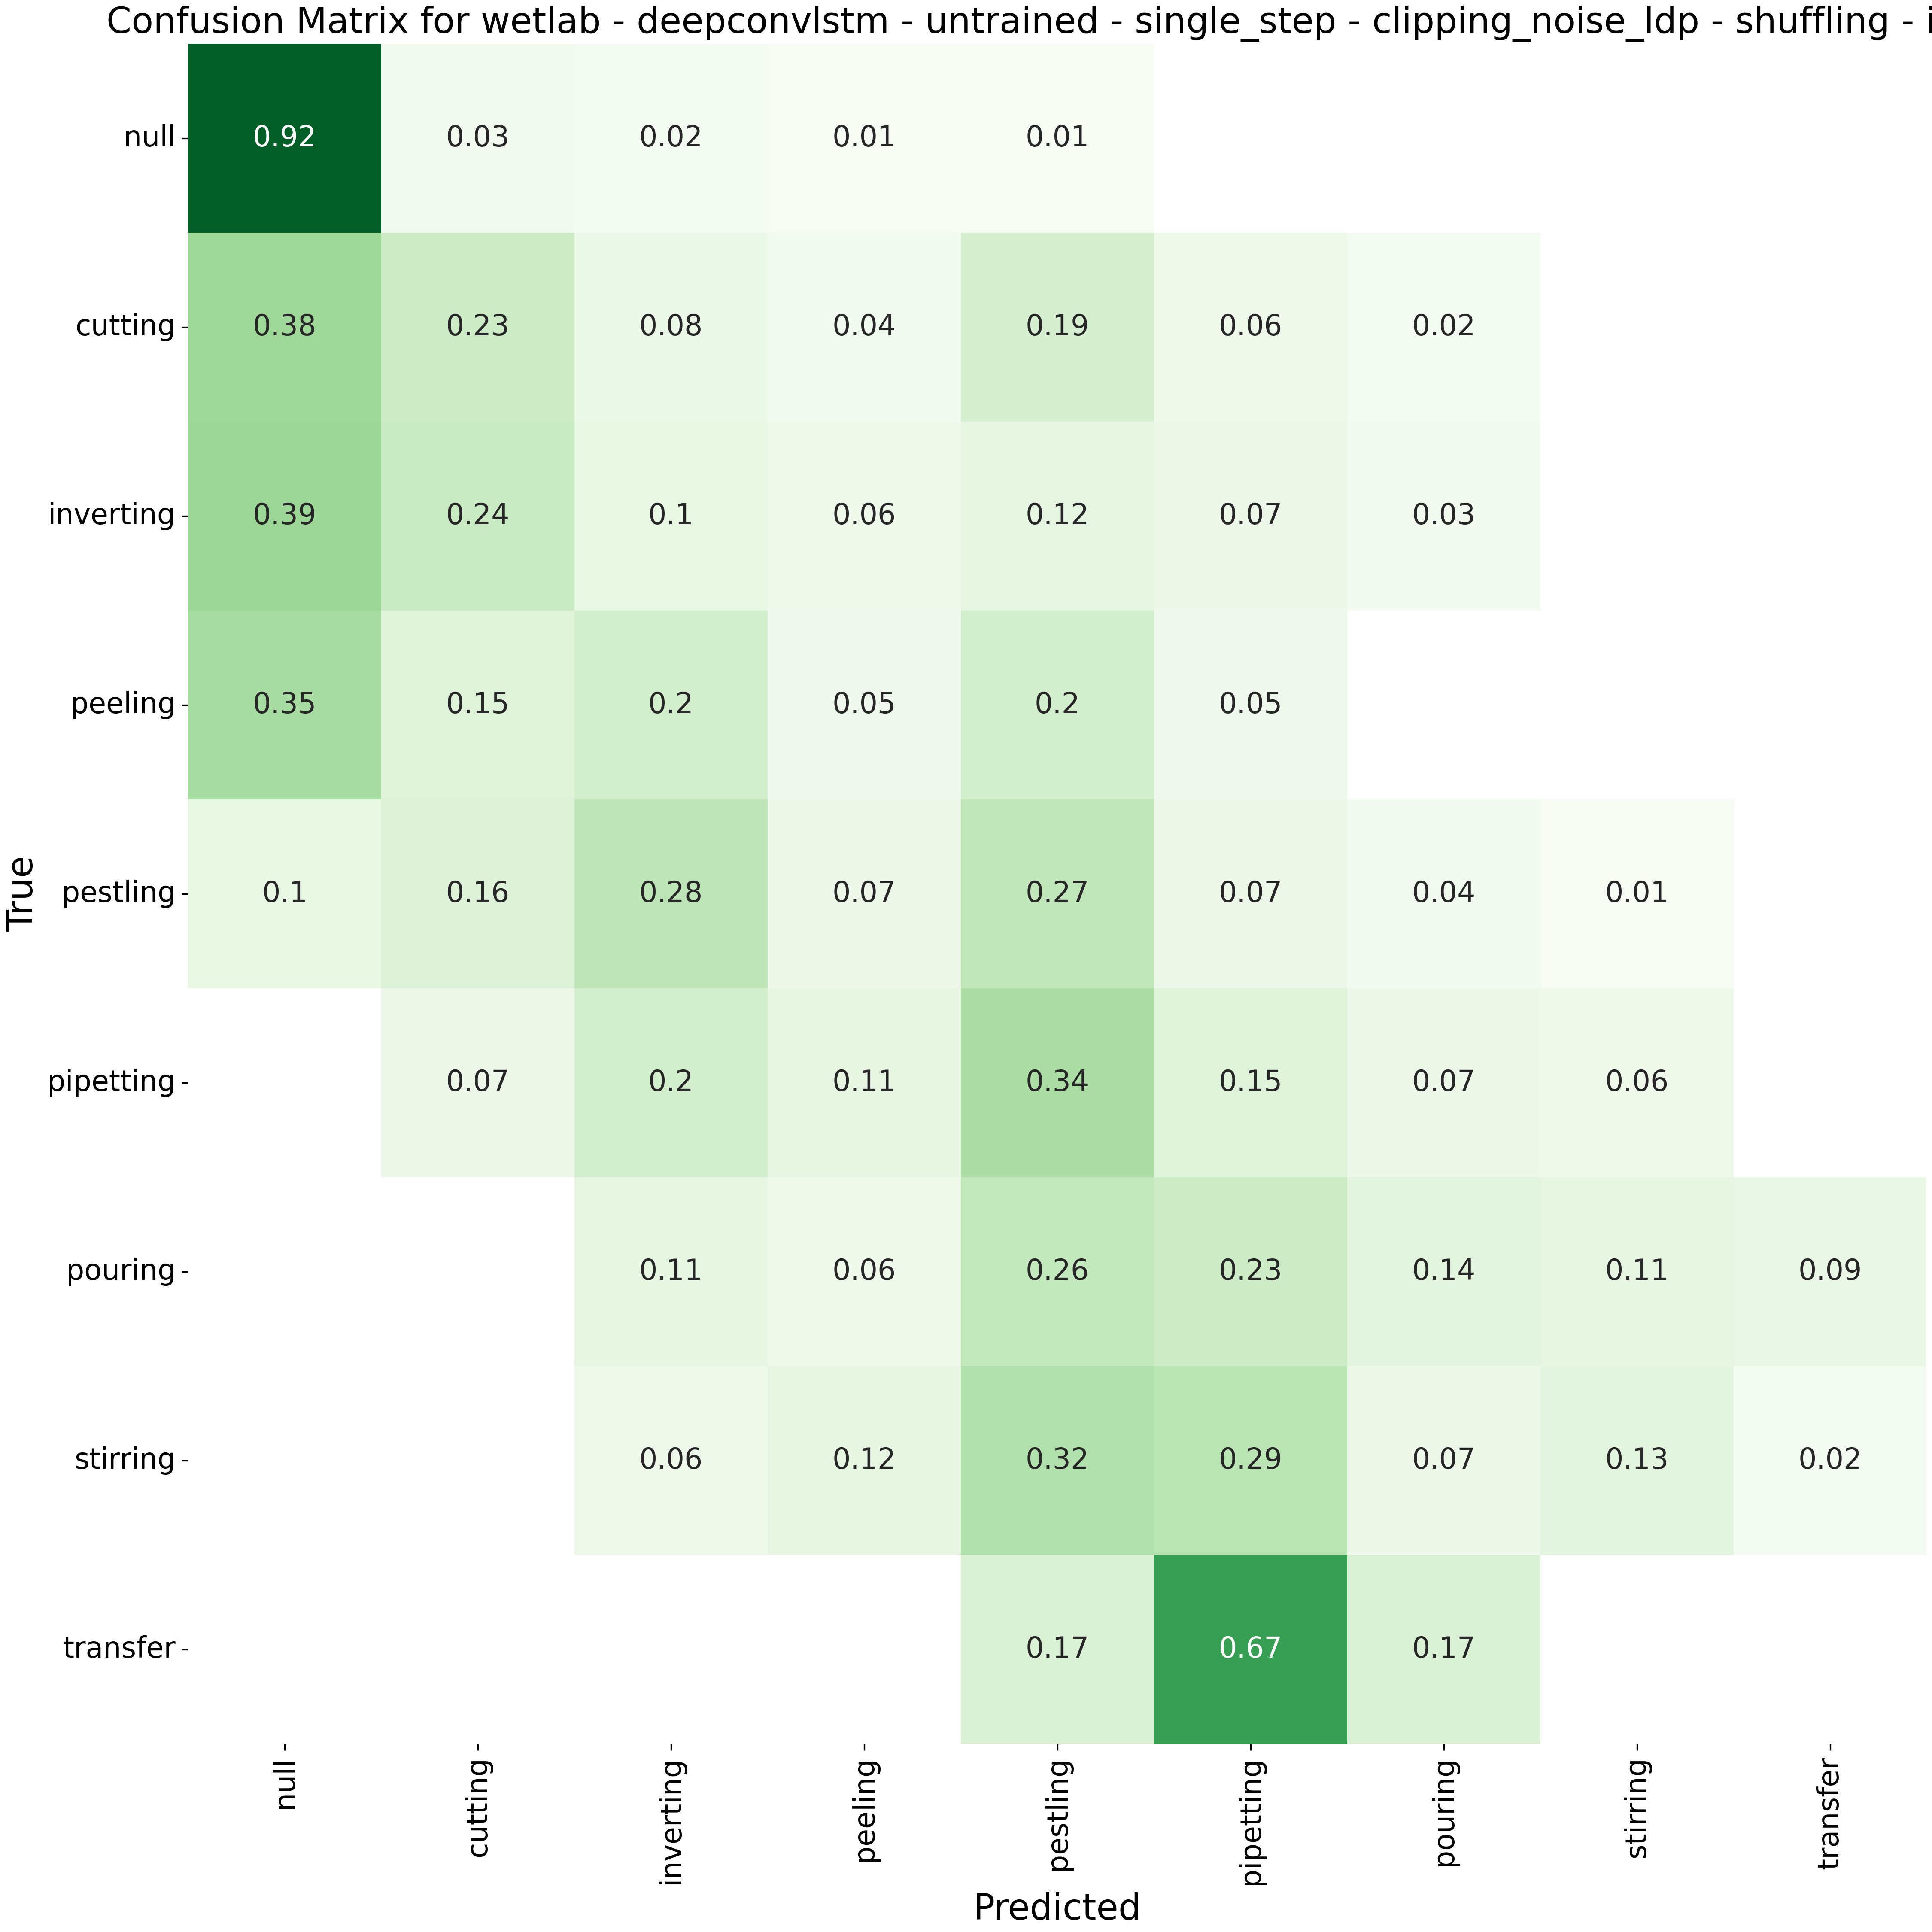 Confusion Matrix for wetlab - deepconvlstm - untrained - single_step - clipping_noise_ldp - shuffling - i
null 0.92 0.03 0.02 0.01 0.01
cutting 0.38 0.23 0.08 0.04 0.19 0.06 0.02
inverting 0.39 0.24 0.1 0.06 0.12 0.07 0.03
peeling 0.35 0.15 0.2 0.05 0.2 0.05
pestling 0.1 0.16 0.28 0.07 0.27 0.07 0.04 0.01
pipetting 0.07 0.2 0.11 0.34 0.15 0.07 0.06
pouring 0.11 0.06 0.26 0.23 0.14 0.11 0.09
stirring 0.06 0.12 0.32 0.29 0.07 0.13 0.02
transfer 0.17 0.67 0.17
True
null cutting inverting peeling pestling pipetting pouring stirring transfer
Predicted